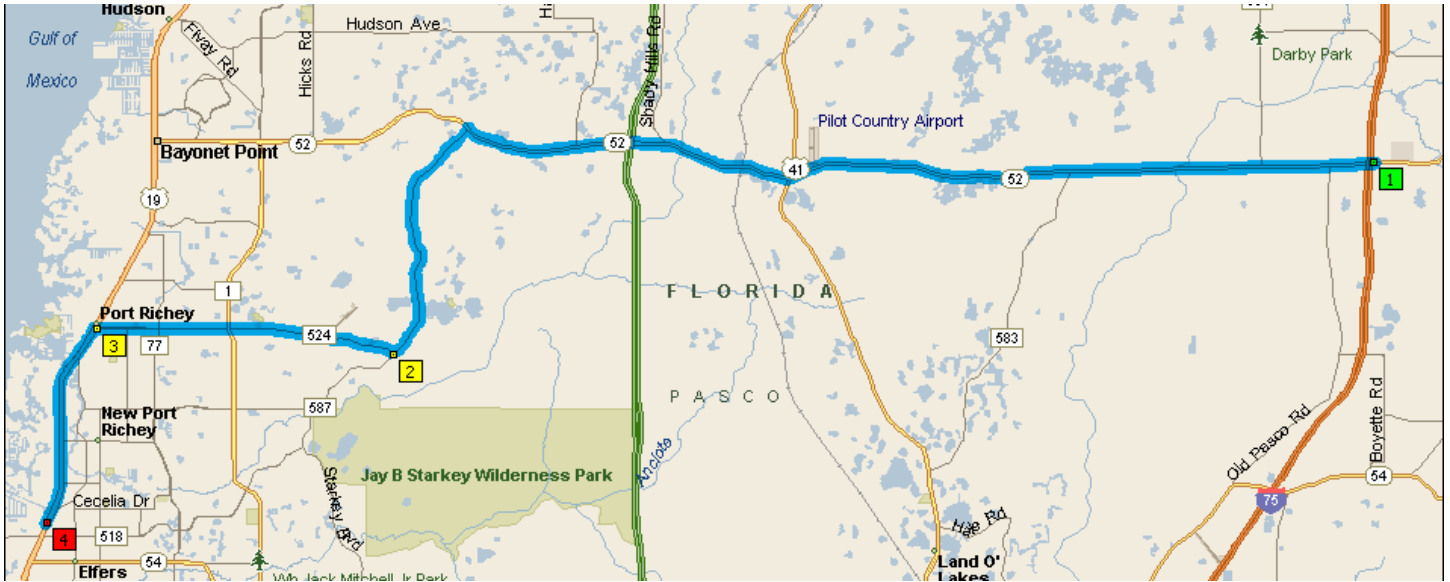 Hudson
Hudson Ave
Shady Hills Rd
Gulf of
Mexico
Fivay Rd
Hicks Rd
Darby Park
Pilot Country Airport
52
52
Bayonet Point
41
52
1
19
FLORIDA
1
Port Richey
524
3
77
583
2
PASCO
587
New Port
Richey
Boyette Rd
Old Pasco Rd
Anclote
Jay B Starkey Wilderness Park
54
Starkey Blvd
75
Cecelia Dr
4
518
Hale Rd
54
Elfers
Land O'
Lakes